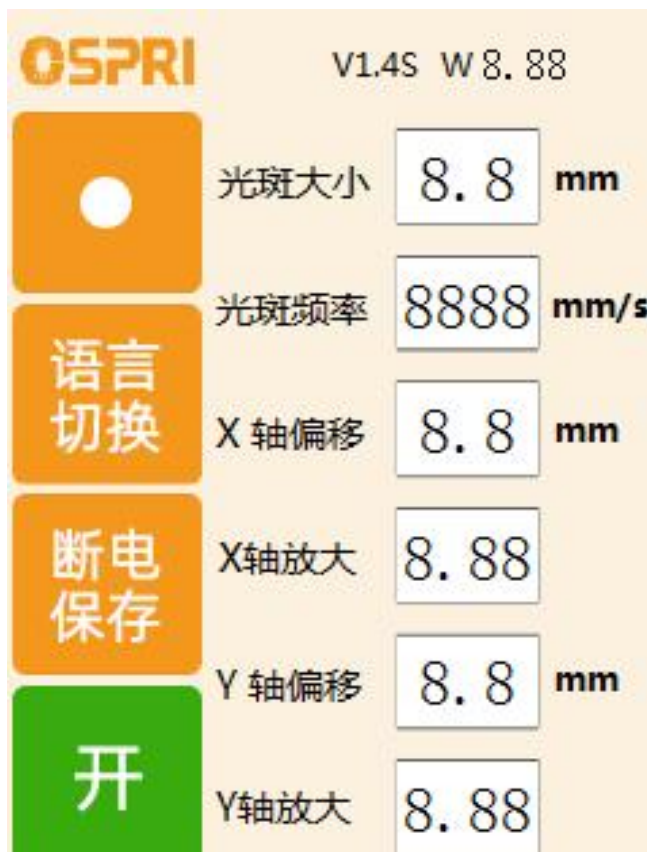 OSPRI V1.4S W 8.88
光斑大小 8.8 mm
光斑频率 8888 mm/s
语言
切换
X 轴偏移 8.8 mm
断电
保存
X轴放大 8.88
Y 轴偏移 8.8 mm
开
Y轴放大 8.88